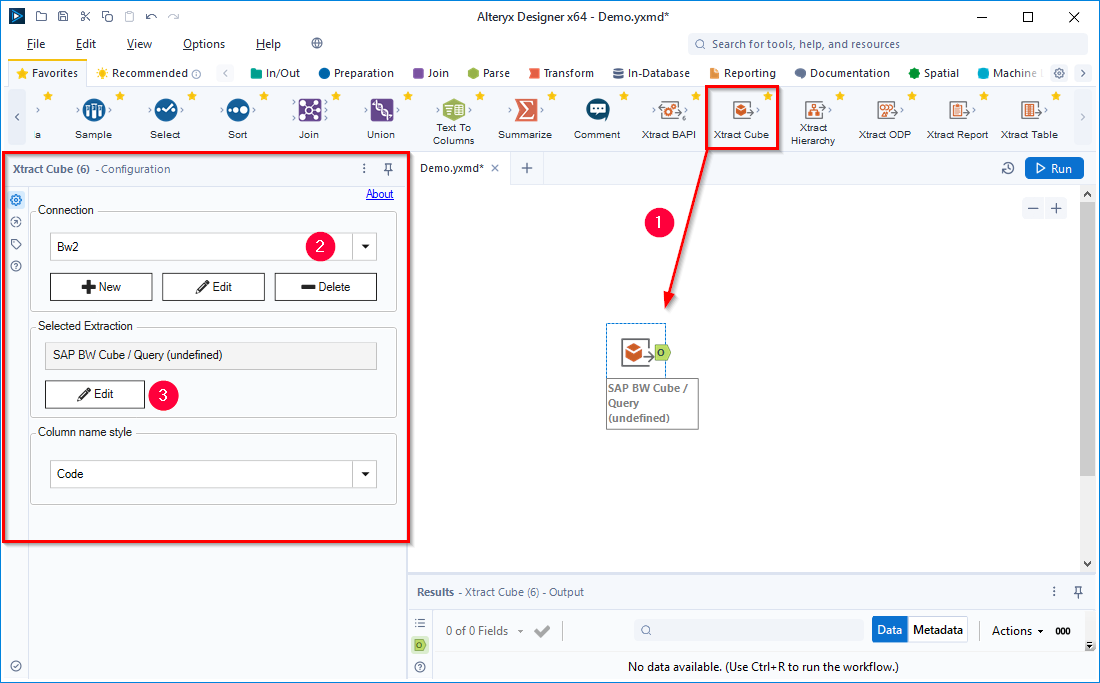 Alteryx Designer x64 - Demo.yxmd*
File Edit View Options Help
Search for tools, help, and resources
Favorites Recommended In/Out Preparation Join Parse Transform In-Database Reporting Documentation Spatial Machine
a Sample Select Sort Join Union Text To Columns Summarize Comment Xtract BAPI Xtract Cube Xtract Hierarchy Xtract ODP Xtract Report Xtract Table
Xtract Cube (6) - Configuration
Demo.yxmd*
Run
About
Connection
Bw2
2
New Edit Delete
Selected Extraction
SAP BW Cube / Query (undefined)
Edit
3
Column name style
Code
1
O
SAP BW Cube /
Query
(undefined)
Results - Xtract Cube (6) - Output
0 of 0 Fields
Data Metadata
Actions
000
O
No data available. (Use Ctrl+R to run the workflow.)